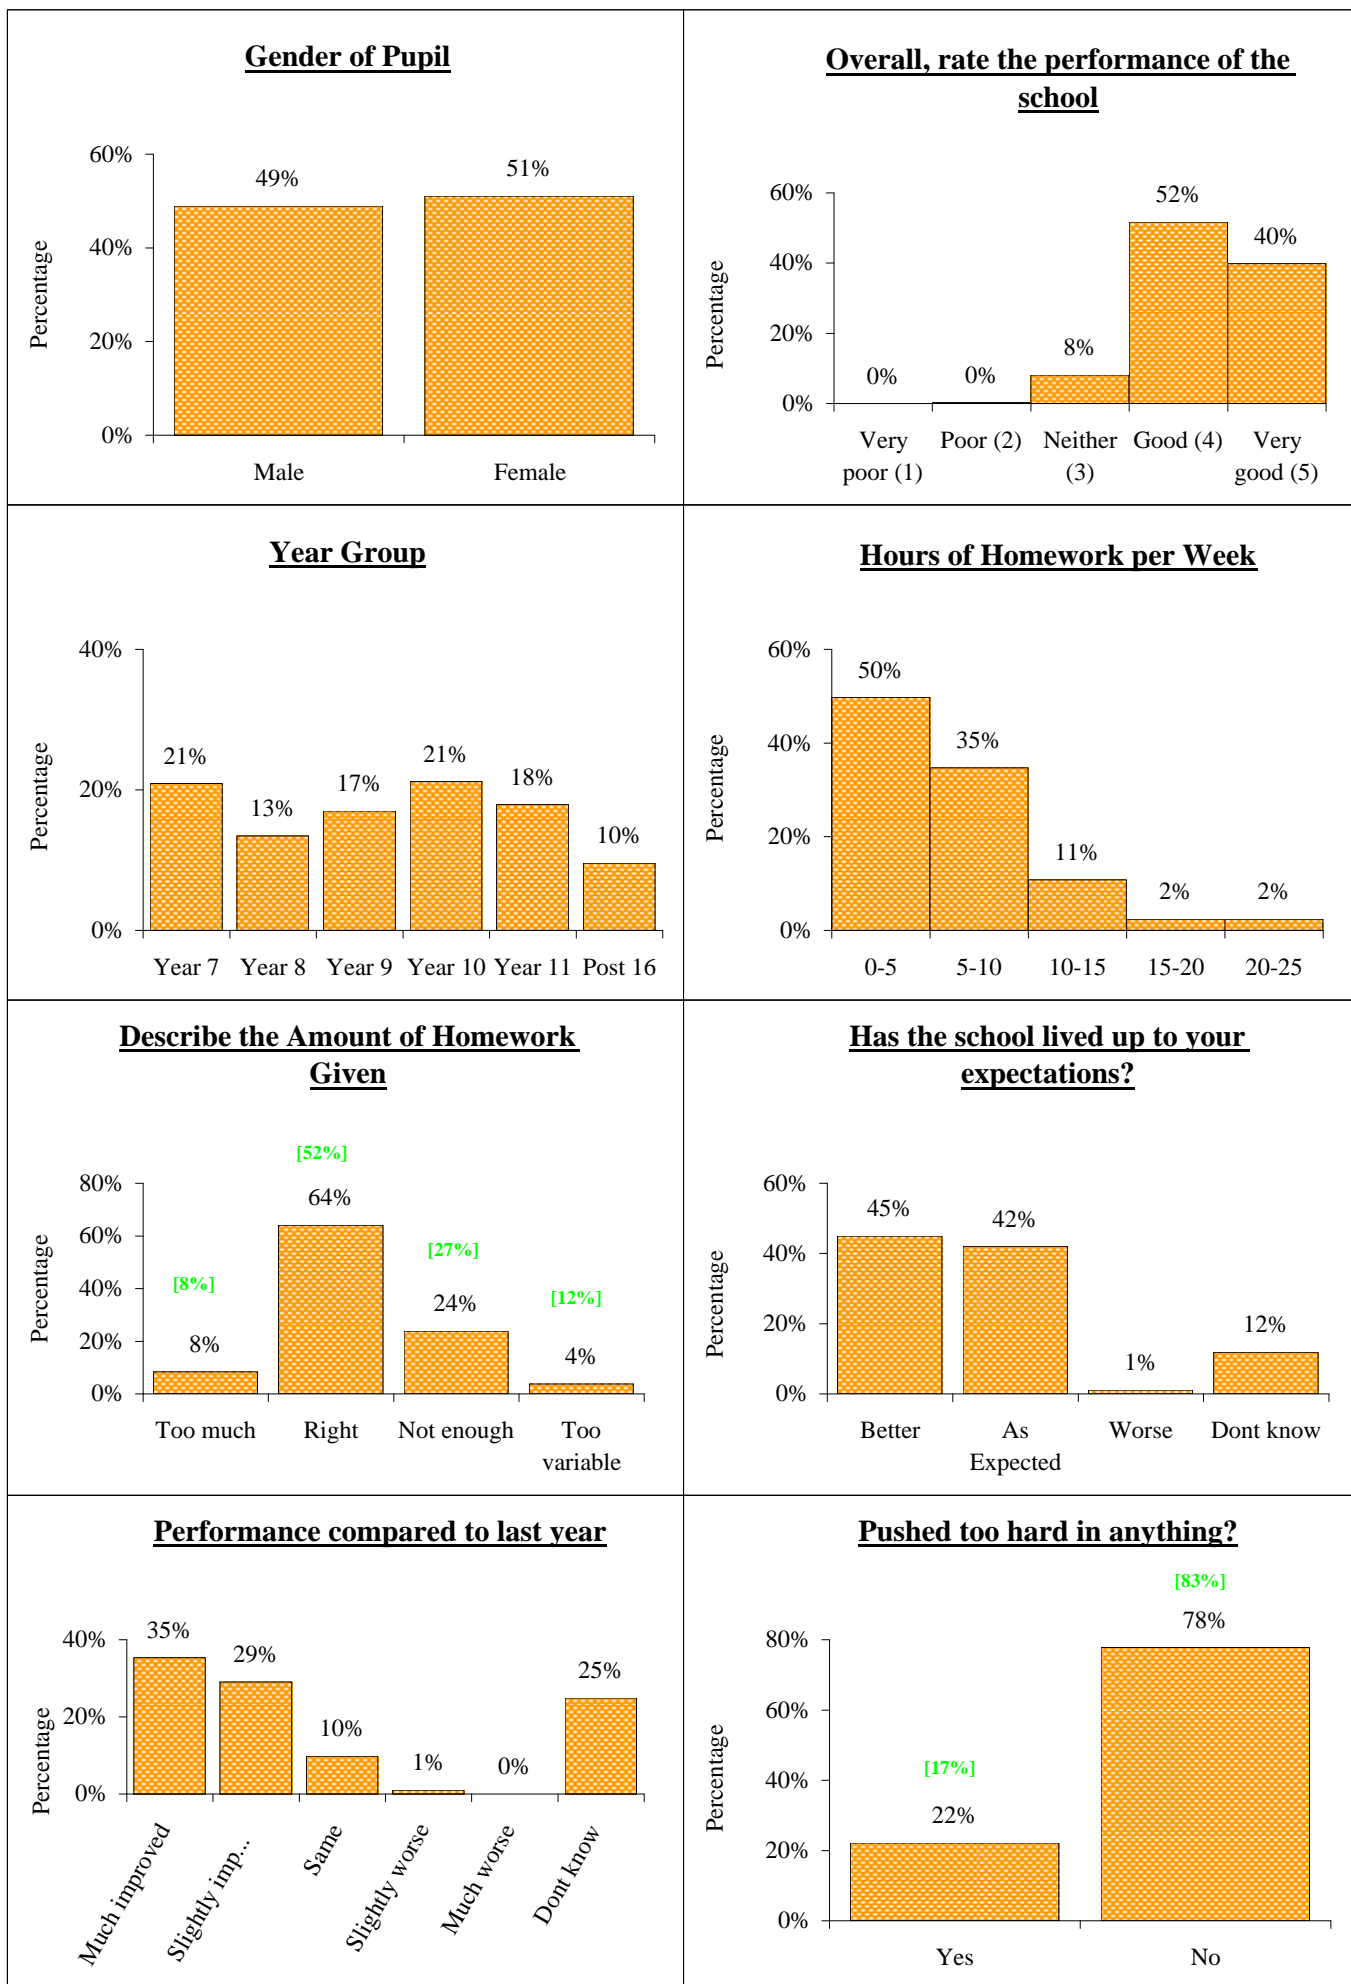 Gender of Pupil
60%
40%
20%
0%
Percentage
49%
51%
Male
Female
Overall, rate the performance of the
school
60%
40%
20%
0%
Percentage
0%
0%
8%
52%
40%
Very
poor (1)
Poor (2)
Neither
(3)
Good (4)
Very
good (5)
Year Group
40%
20%
0%
Percentage
21%
13%
17%
21%
18%
10%
Year 7
Year 8
Year 9
Year 10
Year 11
Post 16
Hours of Homework per Week
60%
40%
20%
0%
Percentage
50%
35%
11%
2%
2%
0-5
5-10
10-15
15-20
20-25
Describe the Amount of Homework
Given
80%
60%
40%
20%
0%
Percentage
[8%]
8%
[52%]
64%
[27%]
24%
[12%]
4%
Too much
Right
Not enough
Too
variable
Has the school lived up to your
expectations?
60%
40%
20%
0%
Percentage
45%
42%
1%
12%
Better
As
Expected
Worse
Dont know
Performance compared to last year
40%
20%
0%
Percentage
35%
29%
10%
1%
0%
25%
Much improved
Slightly imp...
Same
Slightly worse
Much worse
Dont know
Pushed too hard in anything?
80%
60%
40%
20%
0%
Percentage
[17%]
22%
[83%]
78%
Yes
No